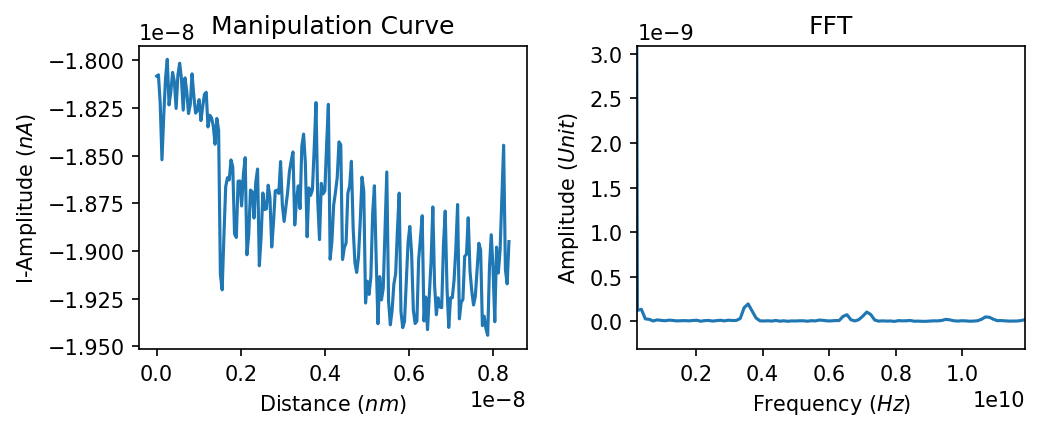 Manipulation Curve
1e−8
−1.800
−1.825
−1.850
−1.875
−1.900
−1.925
−1.950
I-Amplitude (nA)
0.0 0.2 0.4 0.6 0.8
Distance (nm)
1e−8
FFT
1e−9
3.0
2.5
2.0
1.5
1.0
0.5
0.0
Amplitude (Unit)
0.2 0.4 0.6 0.8 1.0
Frequency (Hz)
1e10